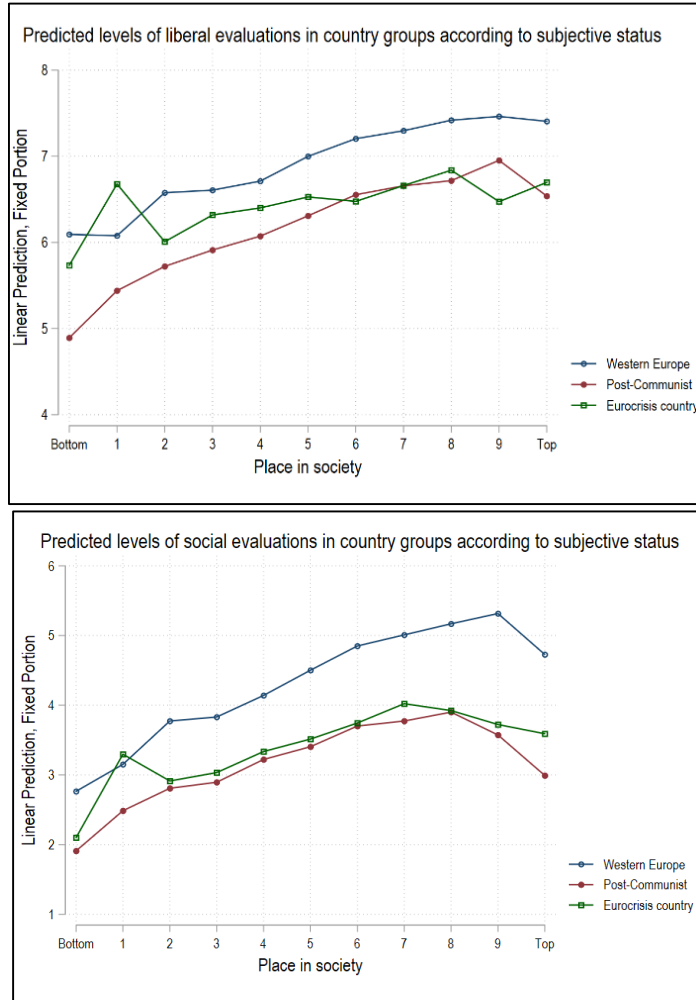 Predicted levels of liberal evaluations in country groups according to subjective status
8
7
6
5
4
Linear Prediction, Fixed Portion
Bottom 1 2 3 4 5 6 7 8 9 Top
Place in society
Western Europe
Post-Communist
Eurocrisis country
Predicted levels of social evaluations in country groups according to subjective status
6
5
4
3
2
1
Linear Prediction, Fixed Portion
Bottom 1 2 3 4 5 6 7 8 9 Top
Place in society
Western Europe
Post-Communist
Eurocrisis country